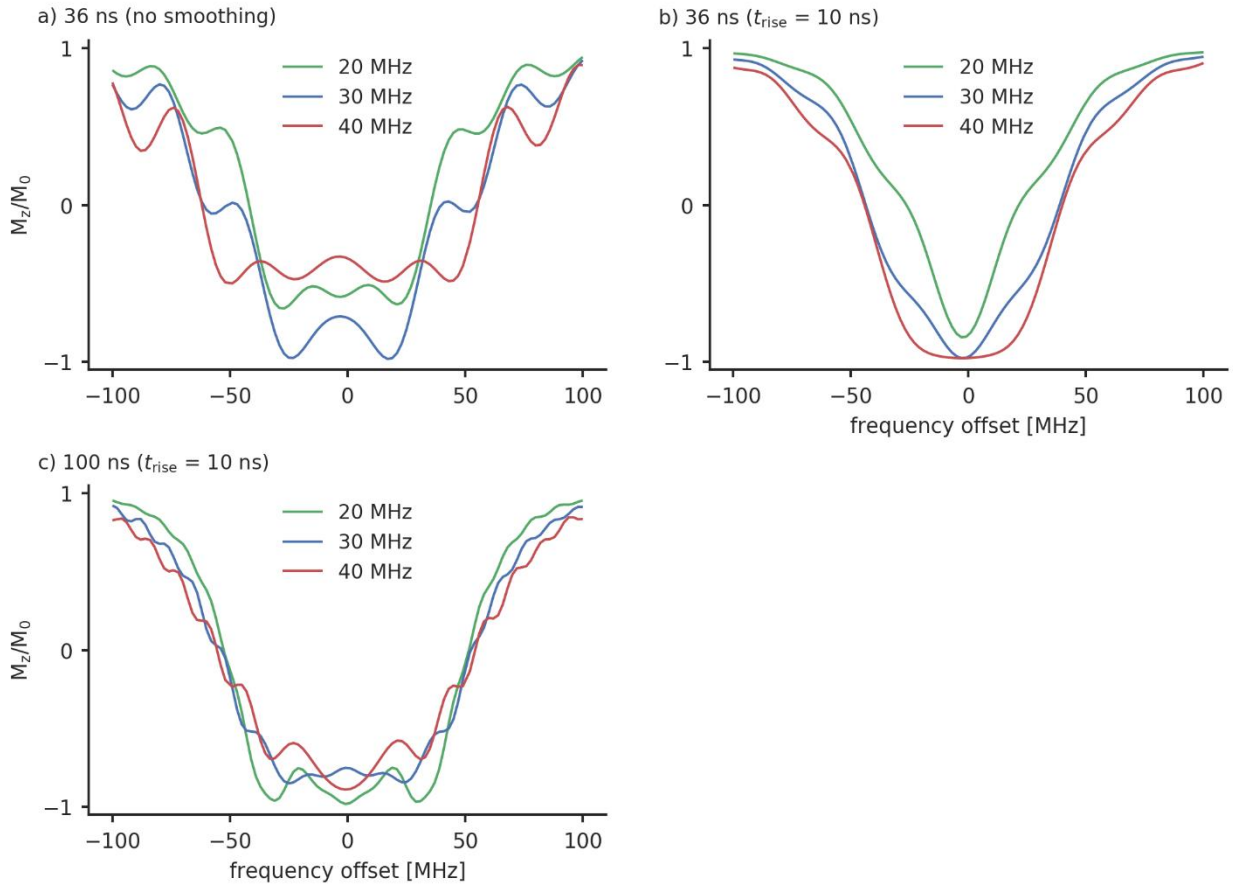 a) 36 ns (no smoothing)
1
0
−1
M_z/M_0
20 MHz
30 MHz
40 MHz
−100 −50 0 50 100
b) 36 ns (t_rise = 10 ns)
1
0
−1
20 MHz
30 MHz
40 MHz
−100 −50 0 50 100
frequency offset [MHz]
c) 100 ns (t_rise = 10 ns)
1
0
−1
M_z/M_0
20 MHz
30 MHz
40 MHz
−100 −50 0 50 100
frequency offset [MHz]